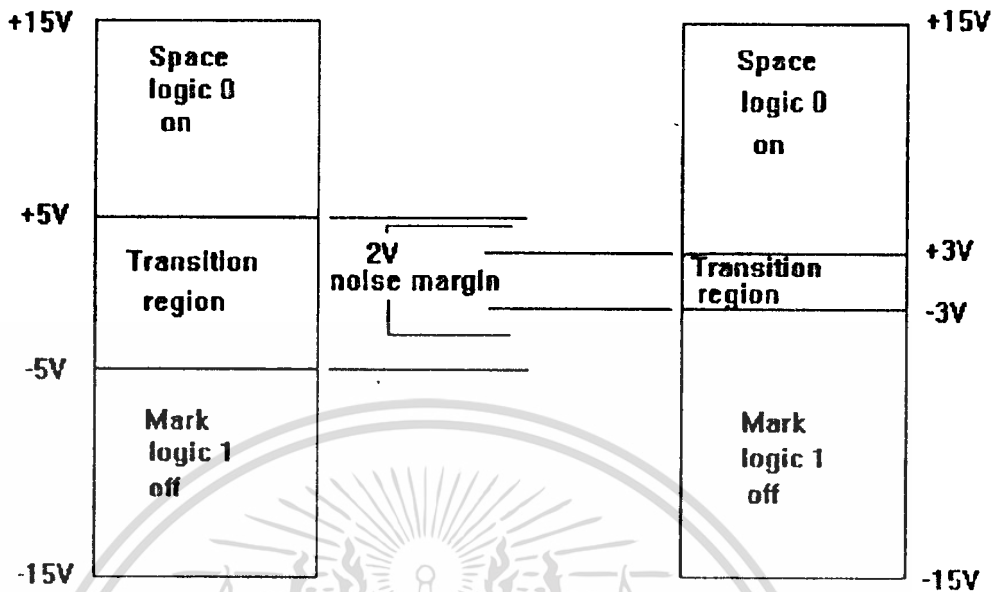 +15V
Space
logic 0
on
+5V
Transition
region
-5V
Mark
logic 1
off
-15V
2V
noise margin
+15V
Space
logic 0
on
+3V
Transition
region
-3V
Mark
logic 1
off
-15V